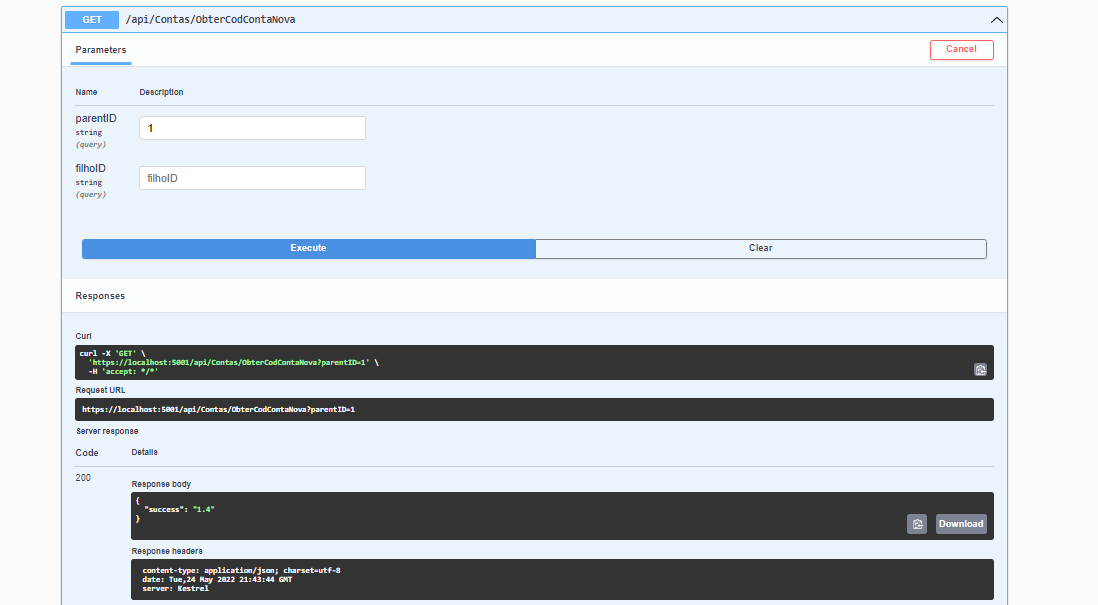 GET /api/Contas/ObterCodContaNova
Parameters
Cancel
Name Description
parentID
string
(query)
1
filhoID
string
(query)
filhoID
Execute Clear
Responses
Curl
curl -X 'GET' \
'https://localhost:5001/api/Contas/ObterCodContaNova?parentID=1' \
-H 'accept: */*'
Request URL
https://localhost:5001/api/Contas/ObterCodContaNova?parentID=1
Server response
Code Details
200
Response body
{
"success": "1.4"
}
Download
Response headers
content-type: application/json; charset=utf-8
date: Tue,24 May 2022 21:43:44 GMT
server: Kestrel